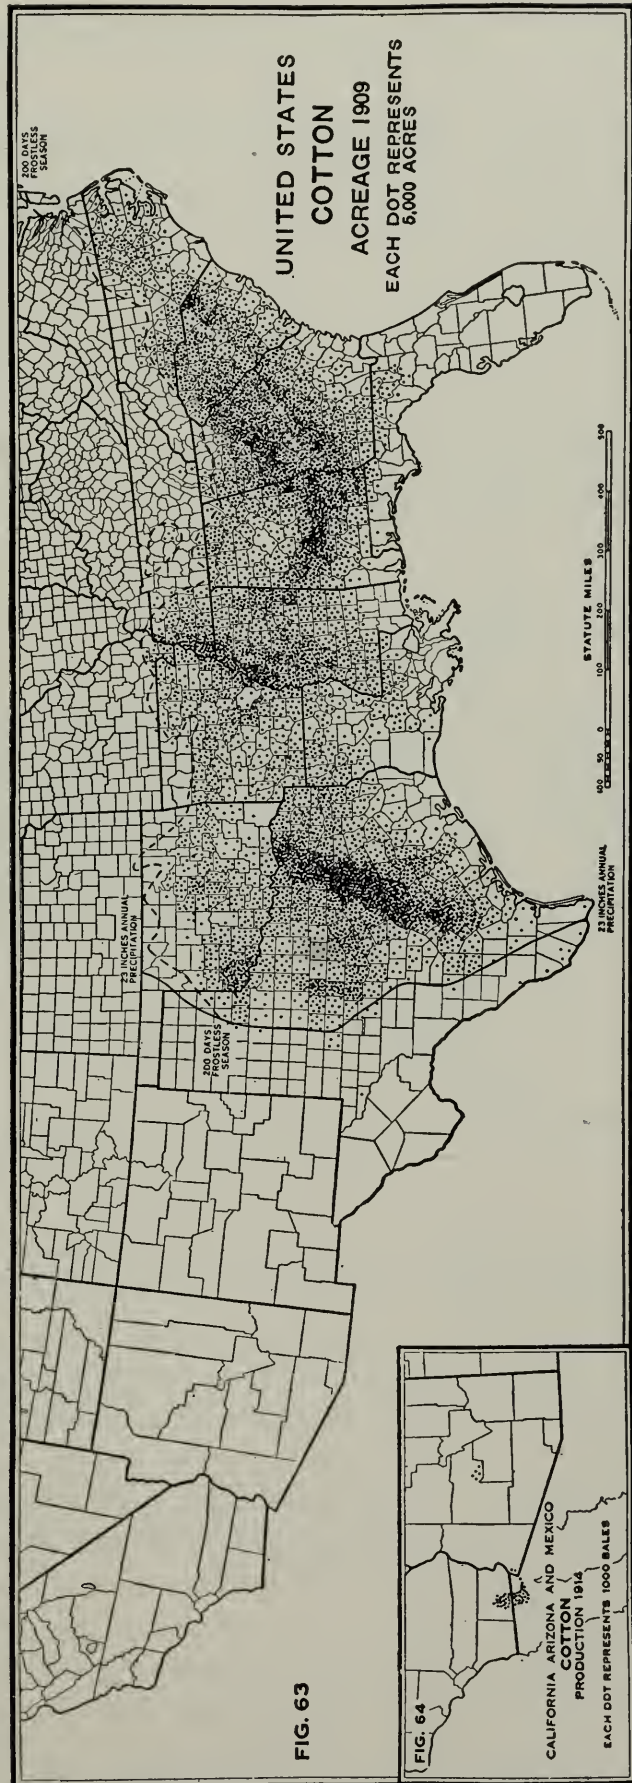 UNITED STATES
COTTON
ACREAGE 1909
EACH DOT REPRESENTS
5,000 ACRES
200 DAYS
FROSTLESS
SEASON
23 INCHES ANNUAL
PRECIPITATION
200 DAYS
FROSTLESS
SEASON
23 INCHES ANNUAL
PRECIPITATION
STATUTE MILES
600 50 0 100 200 300 400 500
FIG. 63
FIG. 64
CALIFORNIA ARIZONA AND MEXICO
COTTON
PRODUCTION 1914
EACH DOT REPRESENTS 1000 BALES